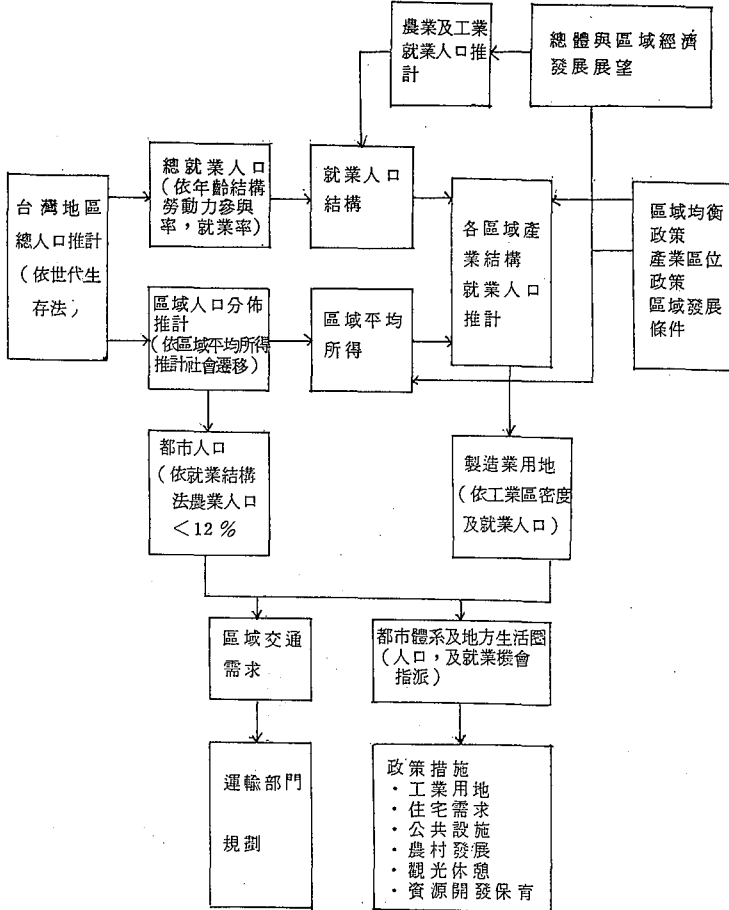 農業及工業
就業人口推
計
總體與區域經濟
發展展望
台灣地區
總人口推計
(依世代生
存法)
總就業人口
(依年齡結構
勞動力參與
率,就業率)
就業人口
結構
各區域產
業結構
就業人口
推計
區域均衡
政策
產業區位
政策
區域發展
條件
區域人口分佈
推計
(依區域平均所得
推計社會遷移)
區域平均
所得
都市人口
(依就業結構
法農業人口
<12%
製造業用地
(依工業區密度
及就業人口)
區域交通
需求
都市體系及地方生活圈
(人口,及就業機會
指派)
運輸部門
規劃
政策措施
・工業用地
・住宅需求
・公共設施
・農村發展
・觀光休憩
・資源開發保育